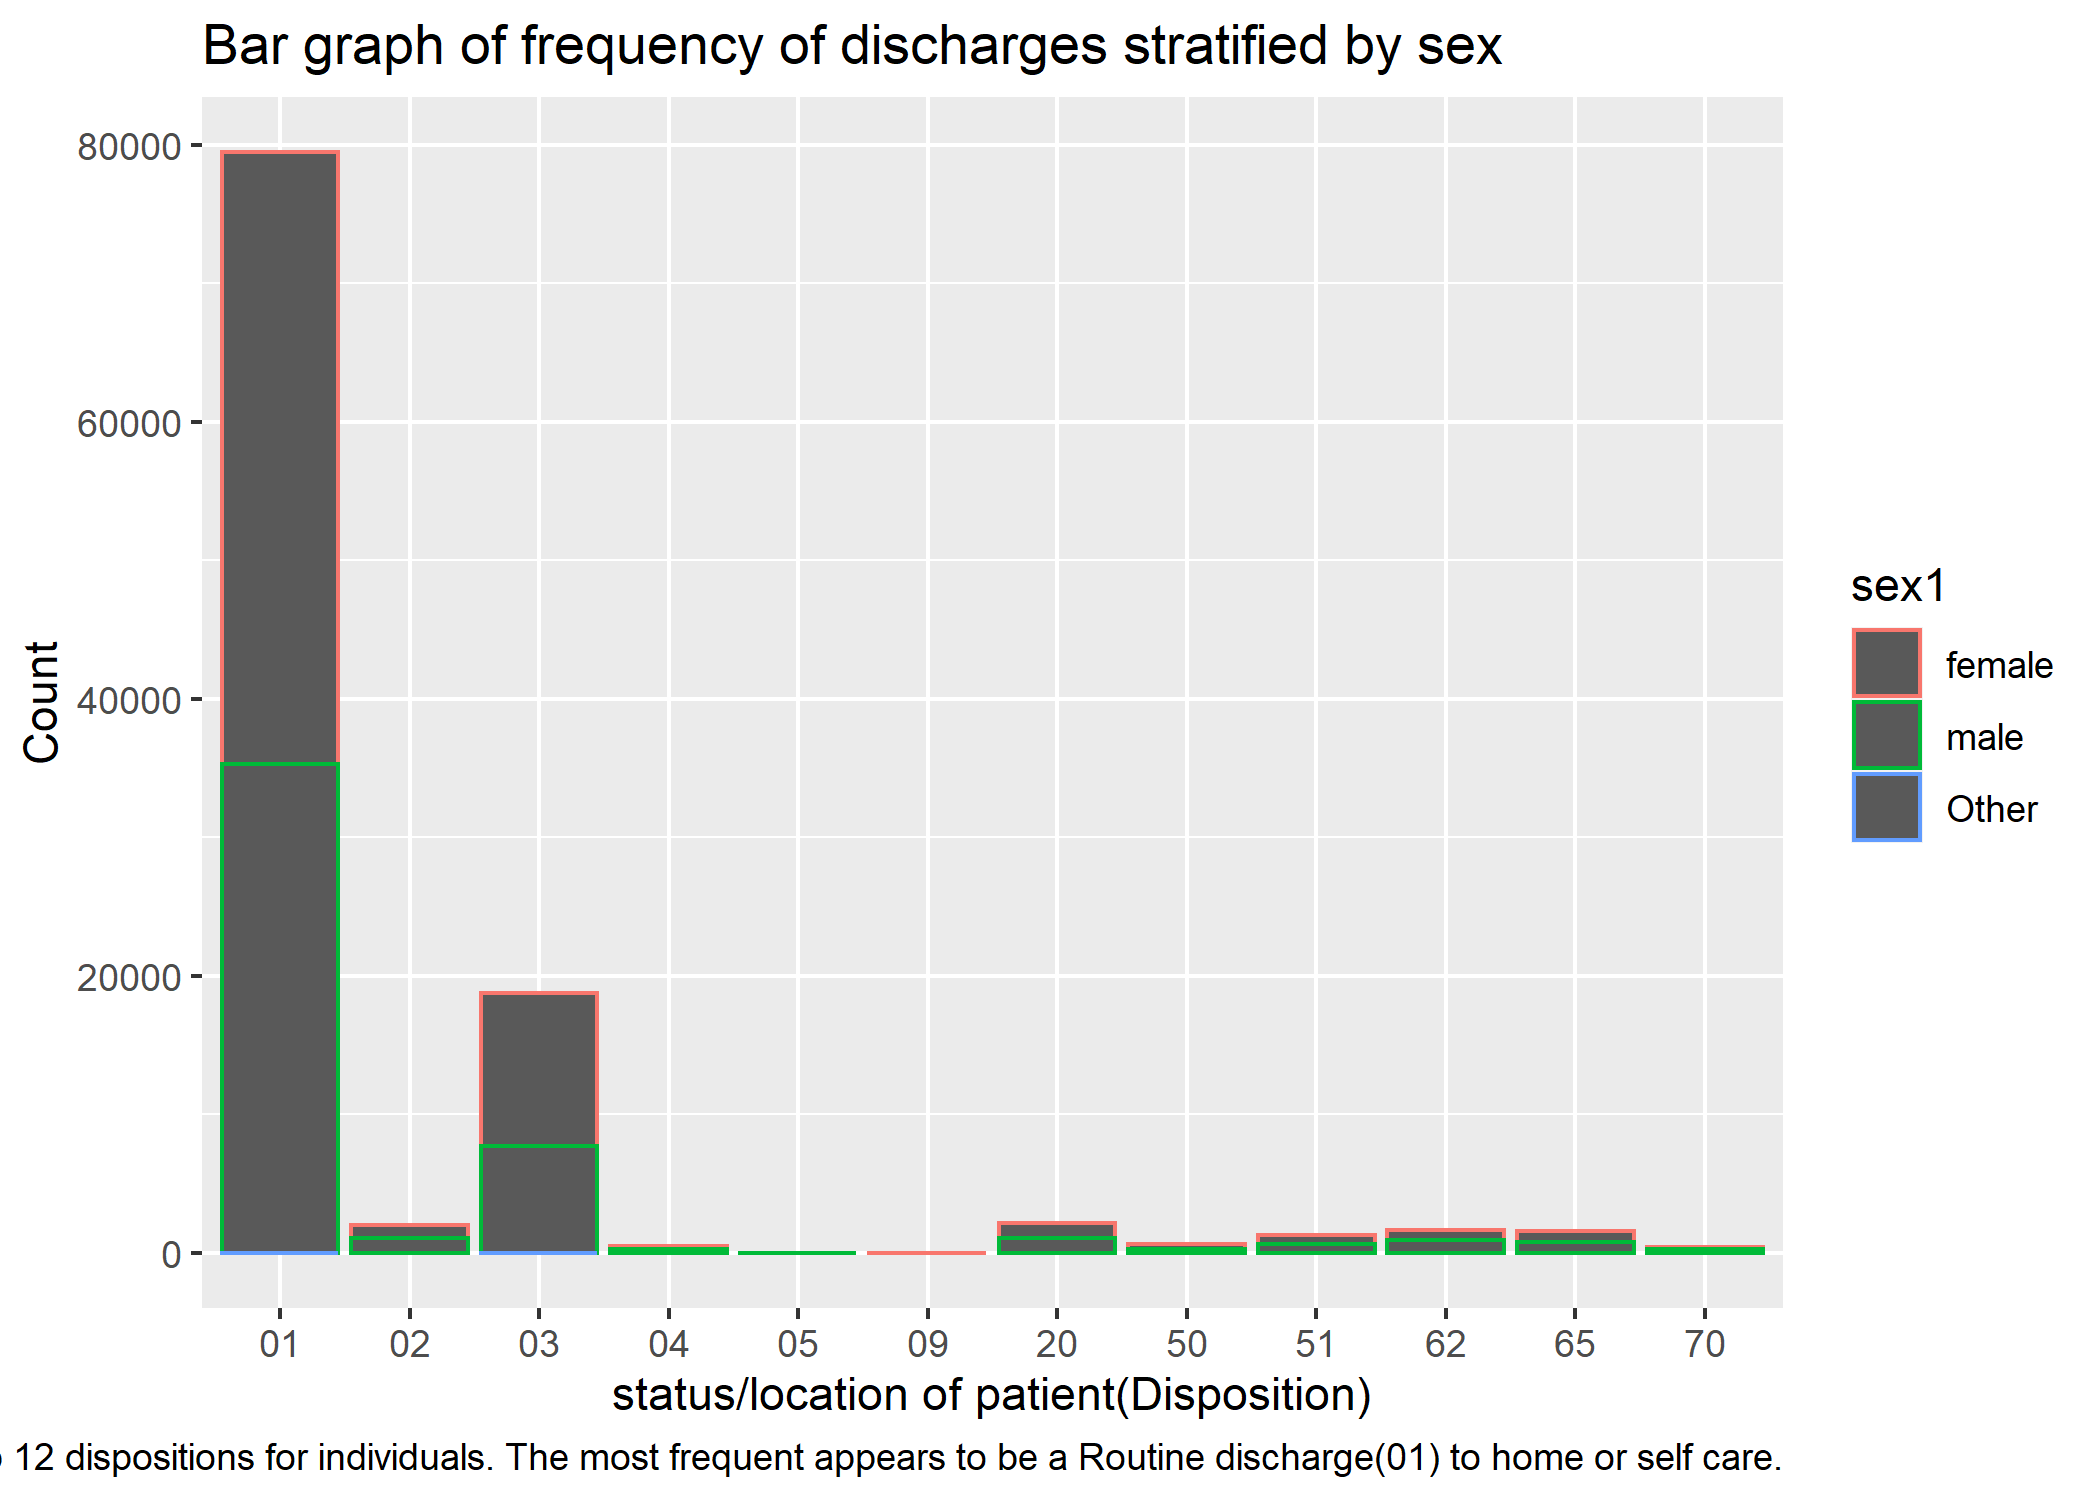 Bar graph of frequency of discharges stratified by sex
80000
60000
40000
20000
0
Count
01 02 03 04 05 09 20 50 51 62 65 70
status/location of patient(Disposition)
sex1
female
male
Other
12 dispositions for individuals. The most frequent appears to be a Routine discharge(01) to home or self care.